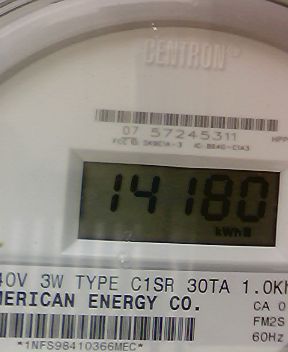 CENTRON®
07 57245311
14180
kWh
40V 3W TYPE C1SR 30TA 1.0Kh
MERICAN ENERGY CO.
CA 0
FM2S
60Hz
*1NFS98410366MEC*